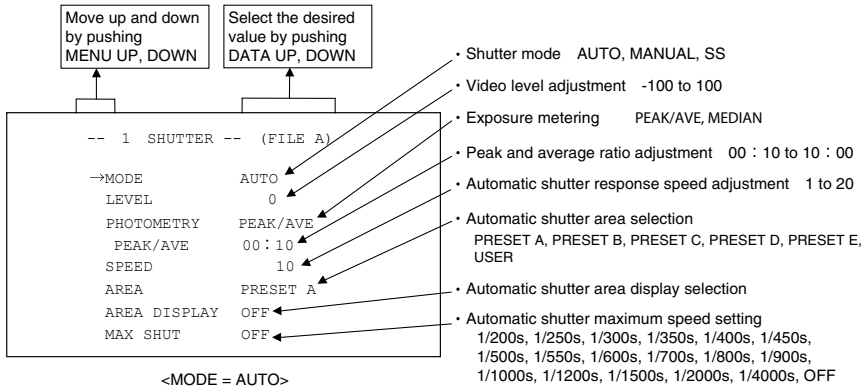 Move up and down
by pushing
MENU UP, DOWN
Select the desired
value by pushing
DATA UP, DOWN
-- 1 SHUTTER -- (FILE A)
→MODE AUTO
LEVEL 0
PHOTOMETRY PEAK/AVE
PEAK/AVE 00:10
SPEED 10
AREA PRESET A
AREA DISPLAY OFF
MAX SHUT OFF
<MODE = AUTO>
・Shutter mode AUTO, MANUAL, SS
・Video level adjustment -100 to 100
・Exposure metering PEAK/AVE, MEDIAN
・Peak and average ratio adjustment 00:10 to 10:00
・Automatic shutter response speed adjustment 1 to 20
・Automatic shutter area selection
PRESET A, PRESET B, PRESET C, PRESET D, PRESET E,
USER
・Automatic shutter area display selection
・Automatic shutter maximum speed setting
1/200s, 1/250s, 1/300s, 1/350s, 1/400s, 1/450s,
1/500s, 1/550s, 1/600s, 1/700s, 1/800s, 1/900s,
1/1000s, 1/1200s, 1/1500s, 1/2000s, 1/4000s, OFF